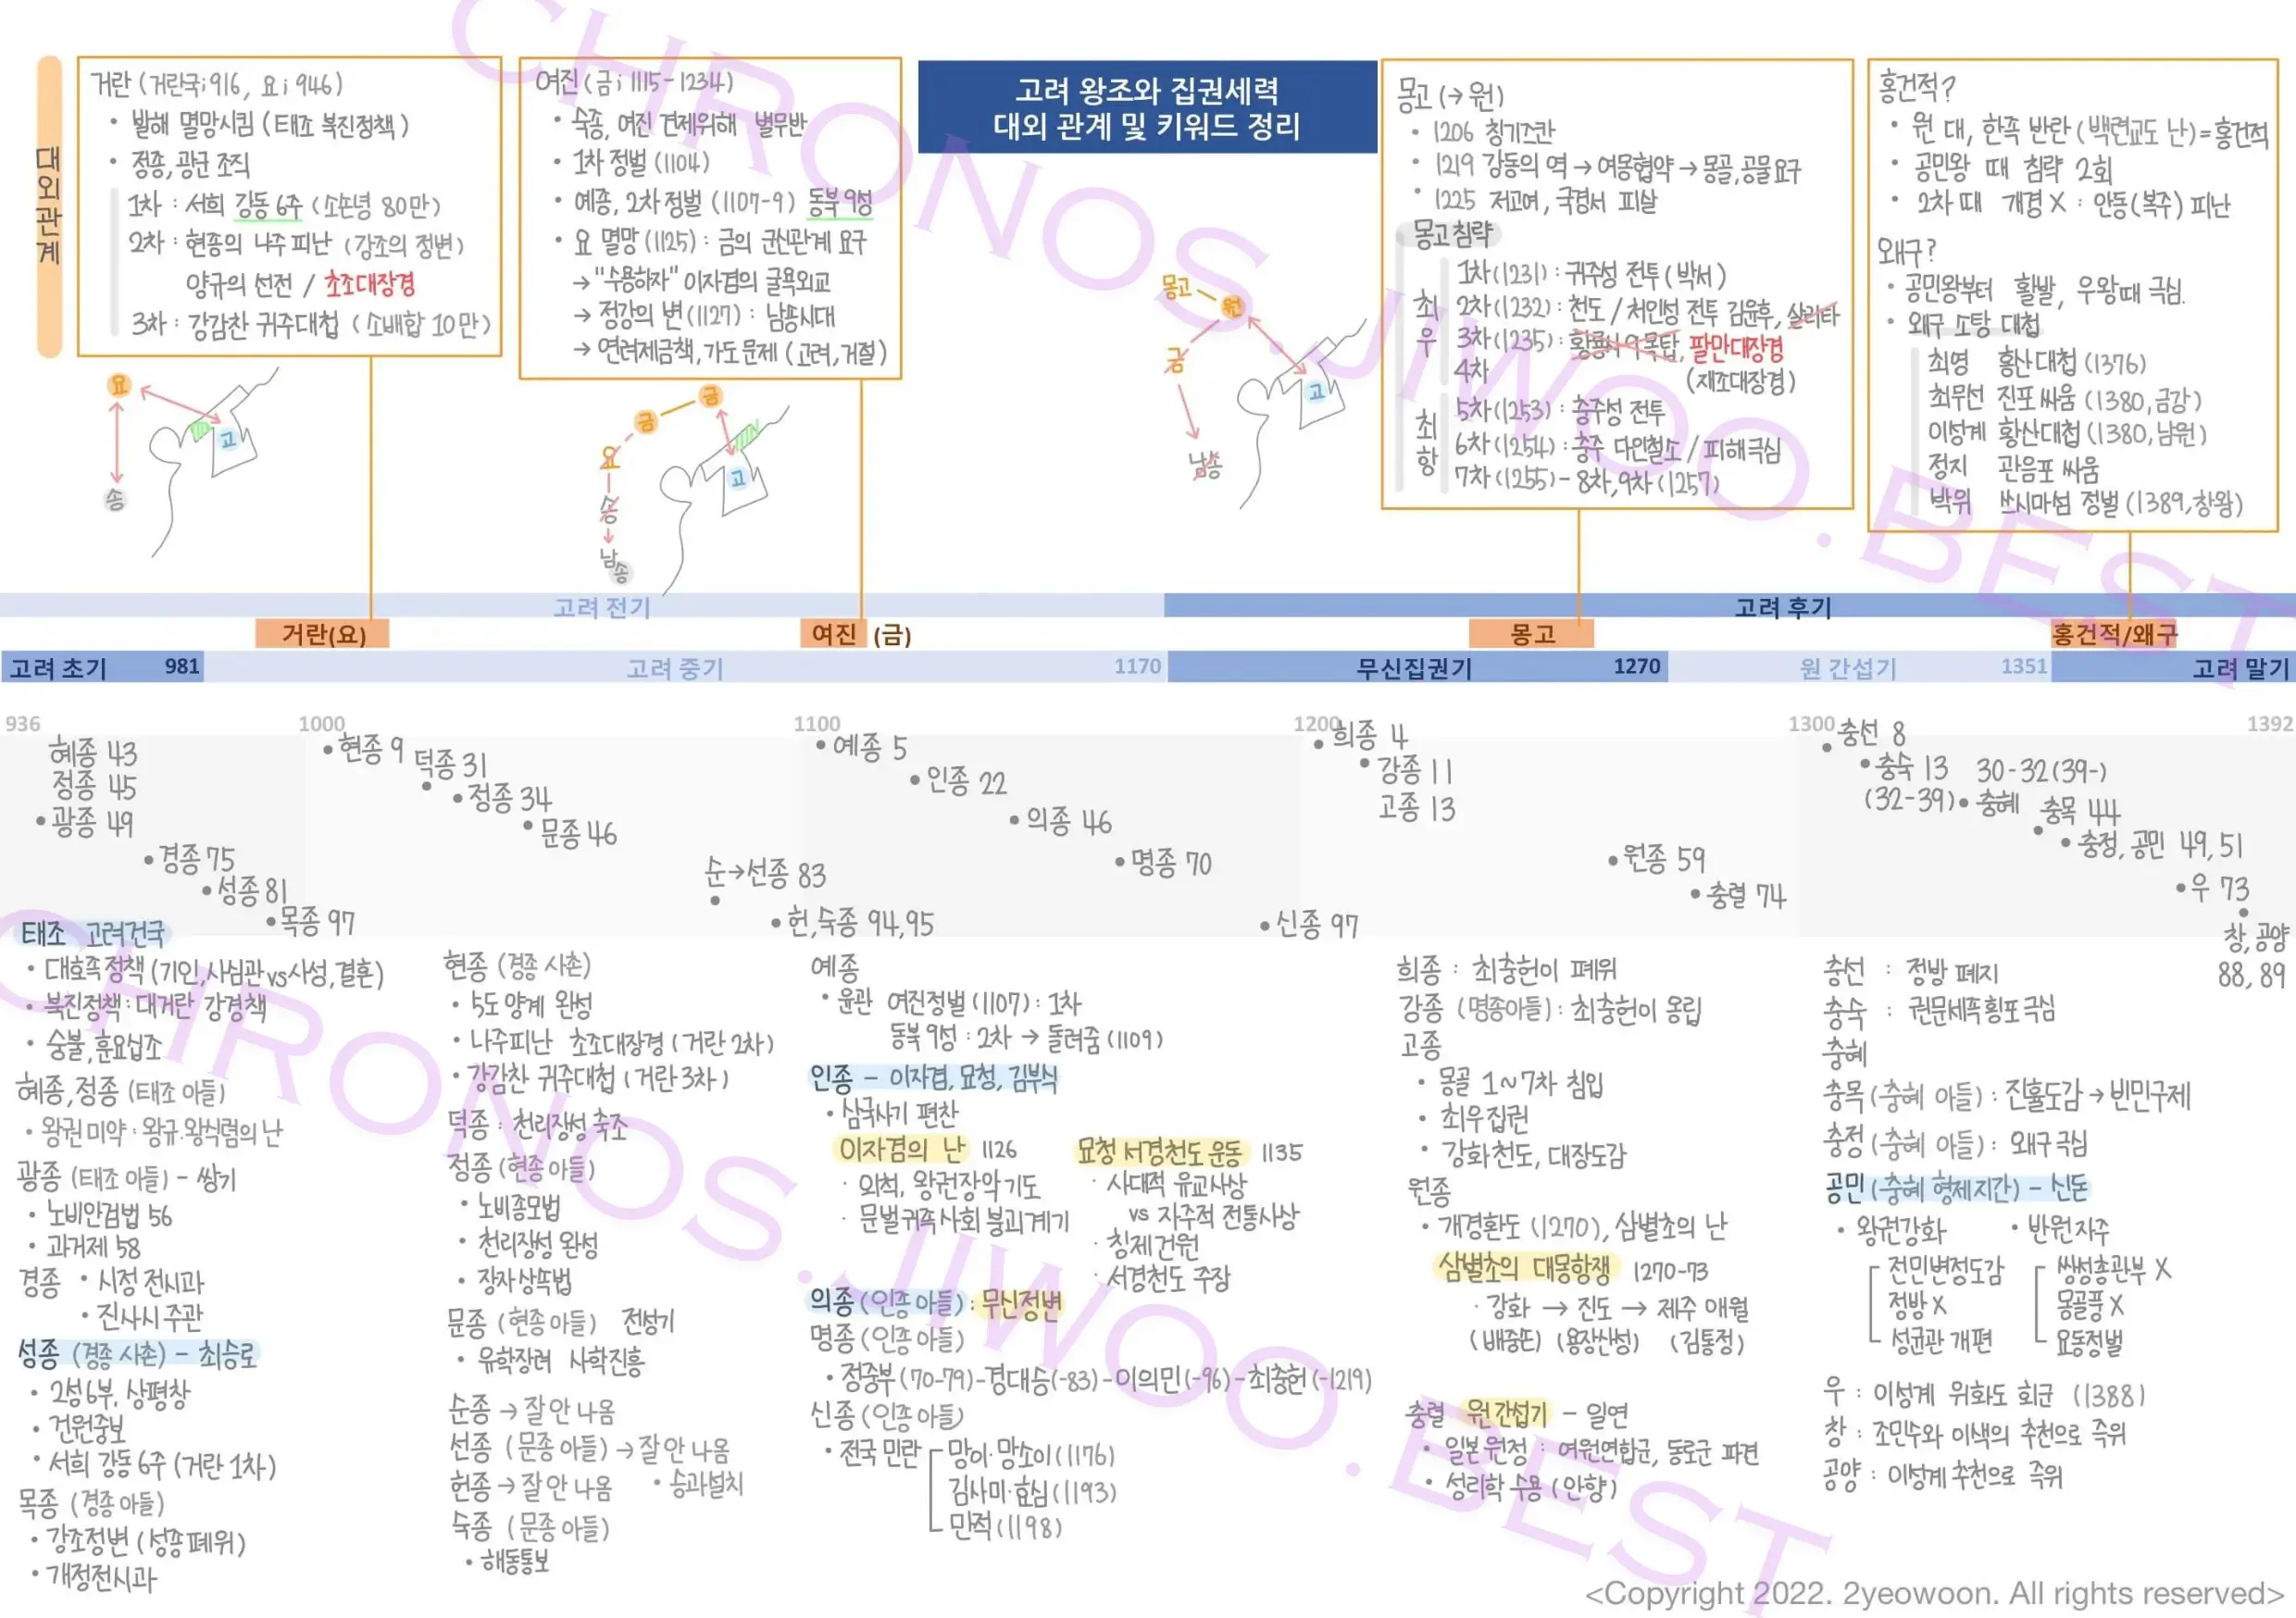 고려 왕조와 집권세력
대외 관계 및 키워드 정리
대외관계
거란 (거란국; 916, 요; 946)
• 발해 멸망시킴 (태조 북진정책)
• 정종, 광군 조직
1차 : 서희 강동 6주 (소손녕 80만)
2차 : 현종의 나주 피난 (강조의 정변)
양규의 선전 / 초조대장경
3차 : 강감찬 귀주대첩 (소배합 10만)
요
고
송
여진 (금; 1115-1234)
• 숙종, 여진 견제위해 별무반
• 1차 정벌 (1104)
• 예종, 2차 정벌 (1107-9) 동부 9성
• 요 멸망 (1125) : 금의 군신관계 요구
→ "수용하자" 이자겸의 굴욕외교
→ 정강의 변 (1127) : 남송시대
→ 연려제금책, 가도 문제 (고려, 거절)
금
금
요
고
송
남송
몽고 (→ 원)
• 1206 칭기즈칸
• 1219 강동의 역 → 여몽협약 → 몽골, 공물 요구
• 1225 저고여, 국경서 피살
몽고 침략
최우
1차 (1231) : 귀주성 전투 (박서)
2차 (1232) : 천도 / 처인성 전투 김윤후, 살리타
3차 (1235) : 황룡사 9목탑, 팔만대장경
4차 (재조대장경)
최항
5차 (1253) : 충주성 전투
6차 (1254) : 충주 다인철소 / 피해극심
7차 (1255) - 8차, 9차 (1257)
몽고
원
금
고
남송
홍건적?
• 원 대, 한족 반란 (백련교도 난) = 홍건적
• 공민왕 때 침략 2회
• 2차 때 개경 X : 안동(복주) 피난
왜구?
• 공민왕부터 활발, 우왕때 극심.
• 왜구 소탕 대첩
최영 홍산대첩 (1376)
최무선 진포 싸움 (1380, 금강)
이성계 황산대첩 (1380, 남원)
정지 관음포 싸움
박위 쓰시마섬 정벌 (1389, 창왕)
고려 전기
고려 후기
거란(요)
여진 (금)
몽고
홍건적/왜구
고려 초기 981
고려 중기 1170
무신집권기 1270
원 간섭기 1351
고려 말기
936
1000
1100
1200
1300
1392
혜종 43
정종 45
• 광종 49
• 경종 75
• 성종 81
• 목종 97
• 현종 9
덕종 31
• 정종 34
• 문종 46
순→선종 83
• 헌, 숙종 94, 95
• 예종 5
• 인종 22
• 의종 46
• 명종 70
• 신종 97
• 희종 4
• 강종 11
고종 13
• 원종 59
• 충렬 74
• 충선 8
• 충숙 13 30-32 (39-)
(32-39) • 충혜
충목 44
• 충정, 공민 49, 51
• 우 73
창, 공양
88, 89
태조 고려건국
• 대호족정책 (기인, 사심관 vs 사성, 결혼)
• 북진정책 : 대거란 강경책
• 숭불, 훈요십조
혜종, 정종 (태조 아들)
• 왕권 미약 : 왕규·왕식렴의 난
광종 (태조 아들) - 쌍기
• 노비안검법 56
• 과거제 58
경종 • 시정 전시과
• 진사시 주관
성종 (경종 사촌) - 최승로
• 2성 6부, 상평창
• 건원중보
• 서희 강동 6주 (거란 1차)
목종 (경종 아들)
• 강조정변 (성종 폐위)
• 개정전시과
현종 (경종 사촌)
• 5도 양계 완성
• 나주피난 초조대장경 (거란 2차)
• 강감찬 귀주대첩 (거란 3차)
덕종 : 천리장성 축조
정종 (현종 아들)
• 노비종모법
• 천리장성 완성
• 장자상속법
문종 (현종 아들) 전성기
• 유학장려 사학진흥
순종 → 잘 안 나옴
선종 (문종 아들) → 잘 안 나옴
헌종 → 잘 안 나옴 • 승과설치
숙종 (문종 아들)
• 해동통보
예종
• 윤관 여진정벌 (1107) : 1차
동북 9성 : 2차 → 돌려줌 (1109)
인종 - 이자겸, 묘청, 김부식
• 삼국사기 편찬
이자겸의 난 1126
· 외척, 왕권장악 기도
· 문벌귀족사회 붕괴계기
묘청 서경천도 운동 1135
· 사대적 유교사상
vs 자주적 전통사상
· 칭제건원
· 서경천도 주장
의종 (인종 아들) : 무신정변
명종 (인종 아들)
• 정중부 (70-79) - 경대승 (-83) - 이의민 (-96) - 최충헌 (-1219)
신종 (인종 아들)
• 전국 민란
망이·망소이 (1176)
김사미·효심 (1193)
만적 (1198)
희종 : 최충헌이 폐위
강종 (명종아들) : 최충헌이 옹립
고종
• 몽골 1~7차 침입
• 최우집권
• 강화천도, 대장도감
원종
• 개경환도 (1270), 삼별초의 난
삼별초의 대몽항쟁 1270-73
· 강화 → 진도 → 제주 애월
(배중손) (용장산성) (김통정)
충렬 원 간섭기 - 일연
• 일본 원정 : 여원연합군, 동로군 파견
• 성리학 수용 (안향)
충선 : 정방 폐지
충숙 : 권문세족 횡포 극심
충혜
충목 (충혜 아들) : 진휼도감 → 빈민구제
충정 (충혜 아들) : 왜구 극심
공민 (충혜 형제지간) - 신돈
• 왕권강화
전민변정도감
정방 X
성균관 개편
• 반원자주
쌍성총관부 X
몽골풍 X
요동정벌
우 : 이성계 위화도 회군 (1388)
창 : 조민수와 이색의 추천으로 즉위
공양 : 이성계 추천으로 즉위
CHRONOS.JIWOO.BEST
CHRONOS.JIWOO.BEST
<Copyright 2022. 2yeowoon. All rights reserved>